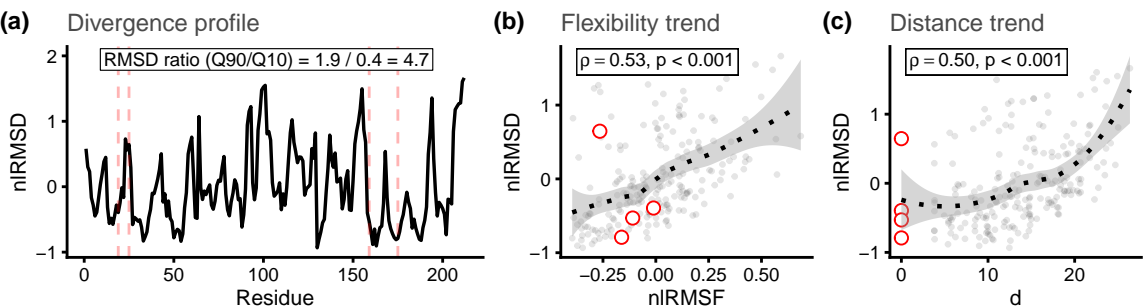 (a) Divergence profile
RMSD ratio (Q90/Q10) = 1.9 / 0.4 = 4.7
nlRMSD
2
1
0
−1
0 50 100 150 200
Residue
(b) Flexibility trend
ρ = 0.53, p < 0.001
nlRMSD
1
0
−1
−0.25 0.00 0.25 0.50
nlRMSF
(c) Distance trend
ρ = 0.50, p < 0.001
nlRMSD
1
0
−1
0 10 20
d